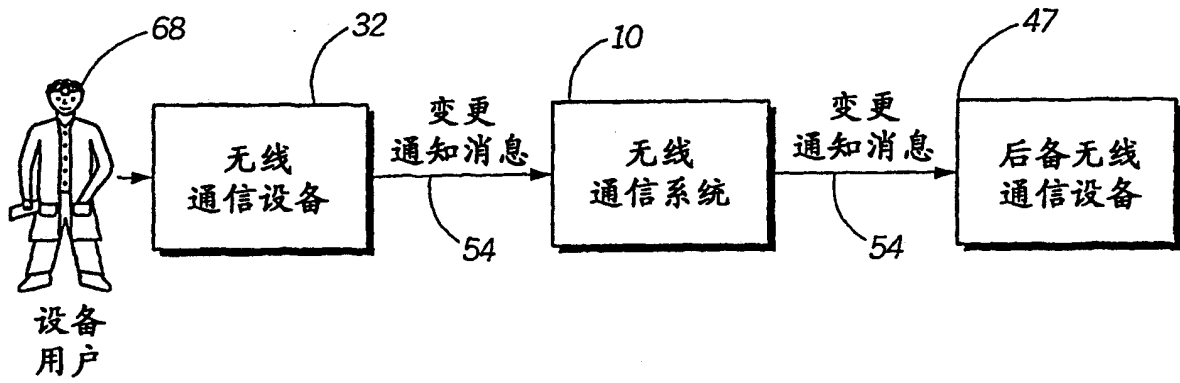 68
32
10
47
变更
通知消息
变更
通知消息
无线
通信设备
无线
通信系统
后备无线
通信设备
54
54
设备
用户